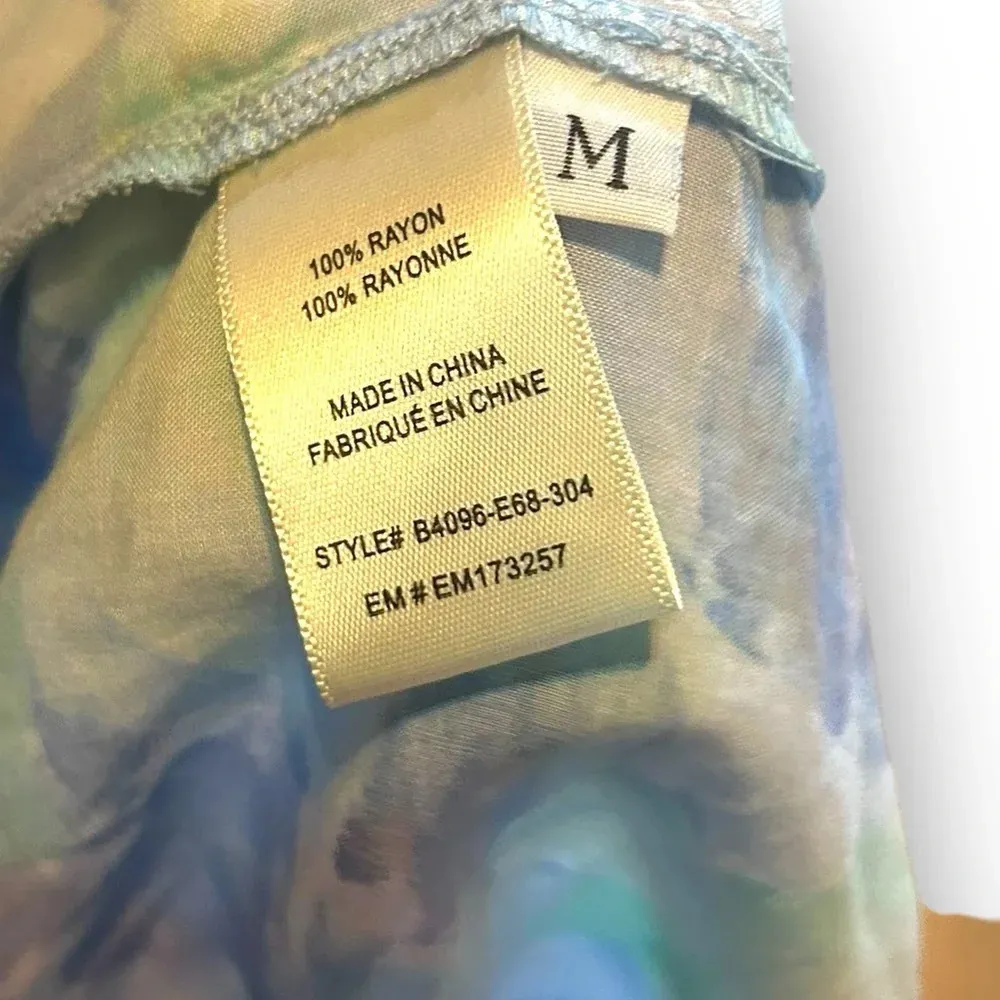 M
100% RAYON
100% RAYONNE
MADE IN CHINA
FABRIQUÉ EN CHINE
STYLE# B4096-E68-304
EM # EM173257